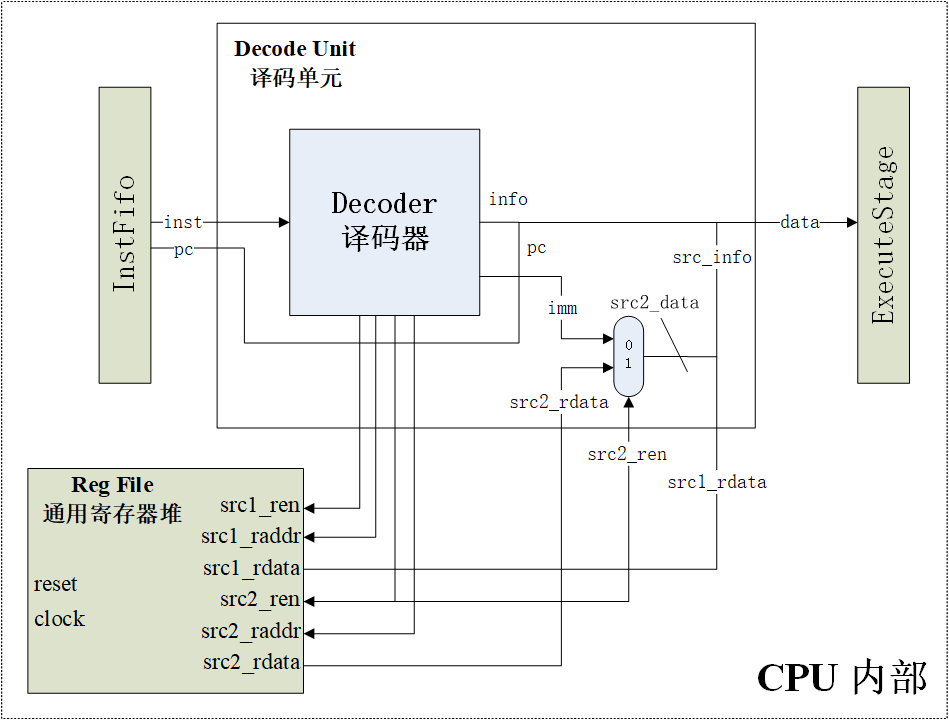 Decode Unit
译码单元
InstFifo
inst
pc
Decoder
译码器
info
pc
imm
src2_data
0
1
src2_rdata
src2_ren
src_info
src1_rdata
data
ExecuteStage
Reg File
通用寄存器堆
reset
clock
src1_ren
src1_raddr
src1_rdata
src2_ren
src2_raddr
src2_rdata
CPU 内部